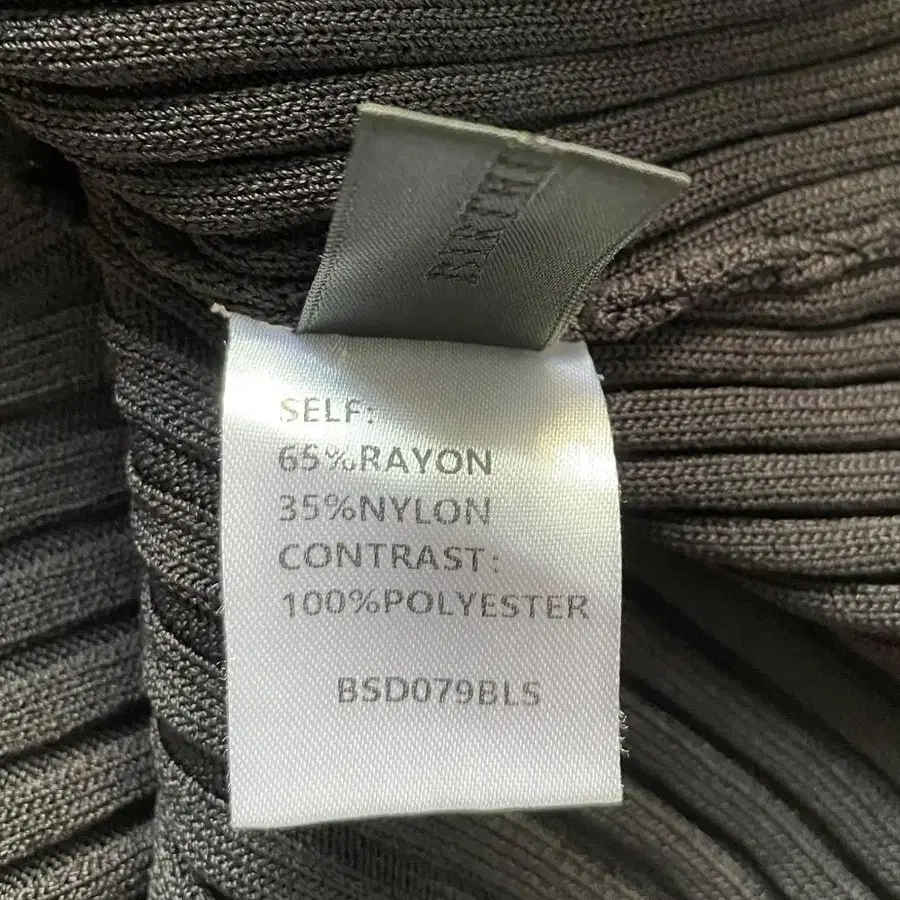 SELF:
65%RAYON
35%NYLON
CONTRAST:
100%POLYESTER
BSD079BLS